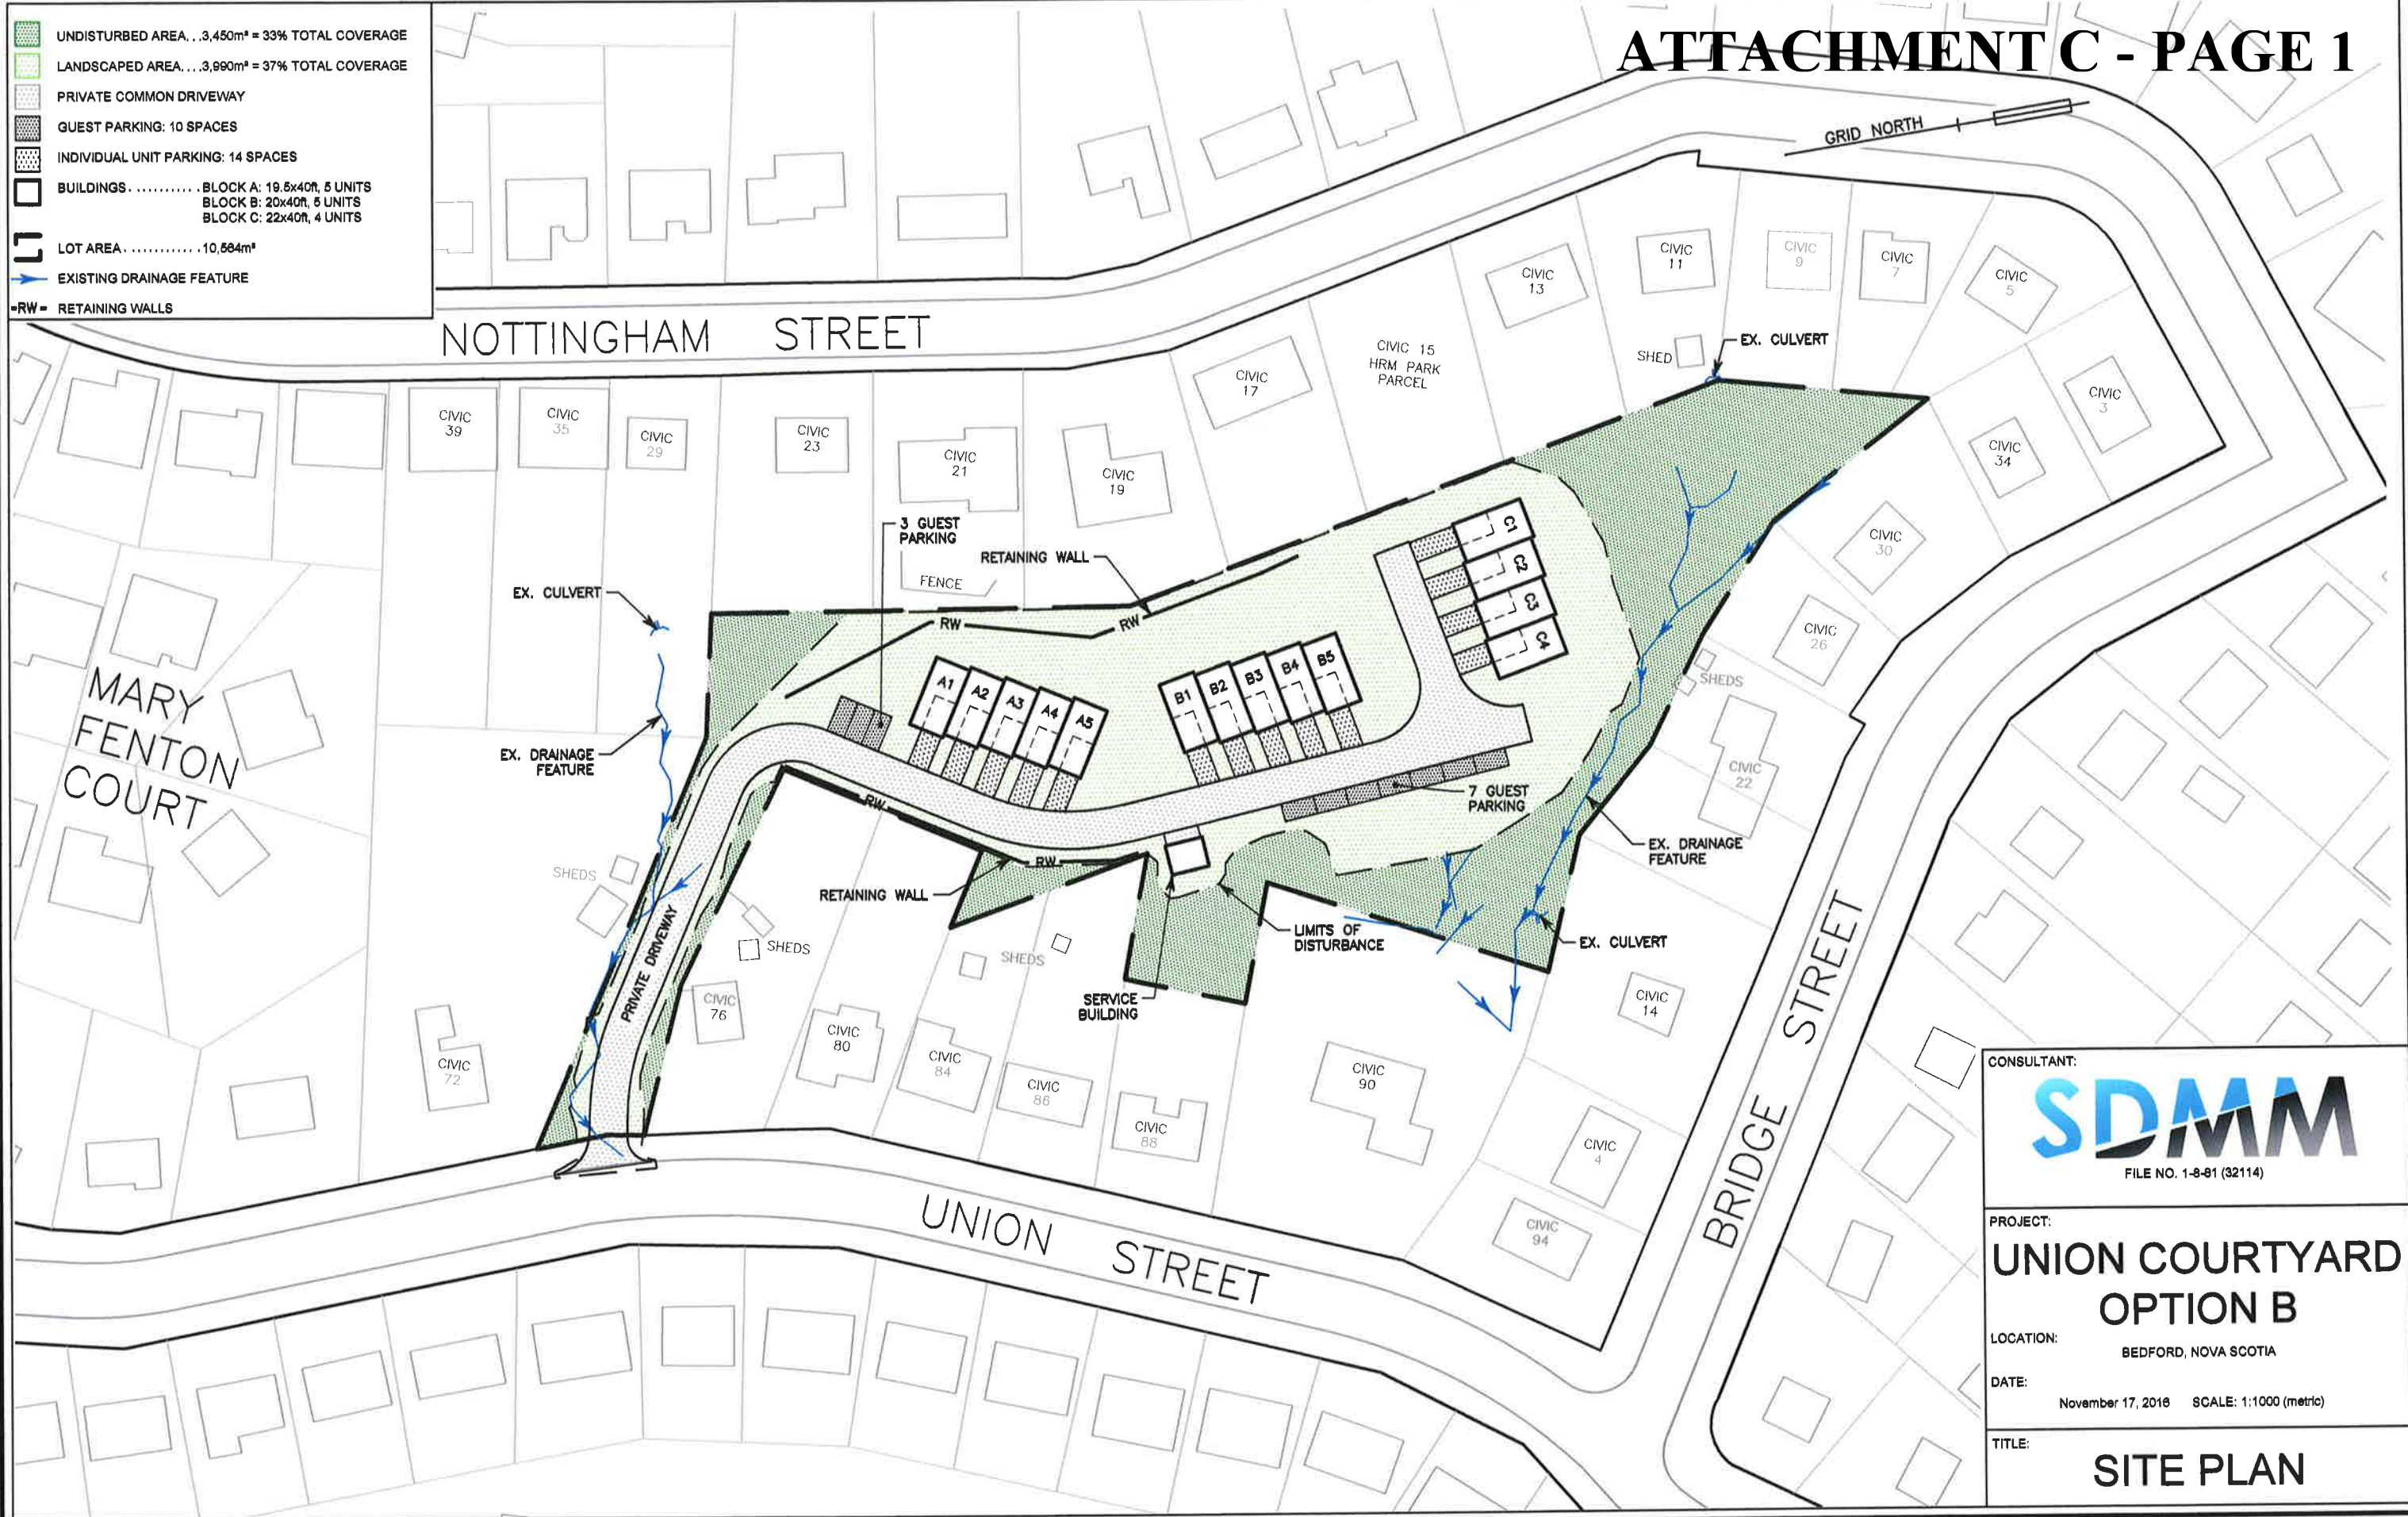 ATTACHMENT C - PAGE 1
UNDISTURBED AREA...3,450m² = 33% TOTAL COVERAGE
LANDSCAPED AREA....3,990m² = 37% TOTAL COVERAGE
PRIVATE COMMON DRIVEWAY
GUEST PARKING: 10 SPACES
INDIVIDUAL UNIT PARKING: 14 SPACES
BUILDINGS........... BLOCK A: 19.5x40ft, 5 UNITS
BLOCK B: 20x40ft, 5 UNITS
BLOCK C: 22x40ft, 4 UNITS
LOT AREA............10,564m²
EXISTING DRAINAGE FEATURE
-RW- RETAINING WALLS
GRID NORTH
NOTTINGHAM STREET
CIVIC
39
CIVIC
35
CIVIC
29
CIVIC
23
CIVIC
21
CIVIC
19
CIVIC
17
CIVIC 15
HRM PARK
PARCEL
CIVIC
13
CIVIC
11
CIVIC
9
CIVIC
7
CIVIC
5
CIVIC
3
CIVIC
34
CIVIC
30
CIVIC
26
CIVIC
22
CIVIC
14
SHED
EX. CULVERT
3 GUEST
PARKING
FENCE
RETAINING WALL
EX. CULVERT
RW
RW
A1
A2
A3
A4
A5
B1
B2
B3
B4
B5
C1
C2
C3
C4
SHEDS
MARY
FENTON
COURT
EX. DRAINAGE
FEATURE
RW
RW
7 GUEST
PARKING
EX. DRAINAGE
FEATURE
SHEDS
RETAINING WALL
PRIVATE DRIVEWAY
SHEDS
SHEDS
LIMITS OF
DISTURBANCE
EX. CULVERT
SERVICE
BUILDING
CIVIC
72
CIVIC
76
CIVIC
80
CIVIC
84
CIVIC
86
CIVIC
88
CIVIC
90
CIVIC
4
CIVIC
94
UNION STREET
BRIDGE STREET
CONSULTANT:
SDMM
FILE NO. 1-8-81 (32114)
PROJECT:
UNION COURTYARD
OPTION B
LOCATION:
BEDFORD, NOVA SCOTIA
DATE:
November 17, 2016 SCALE: 1:1000 (metric)
TITLE:
SITE PLAN